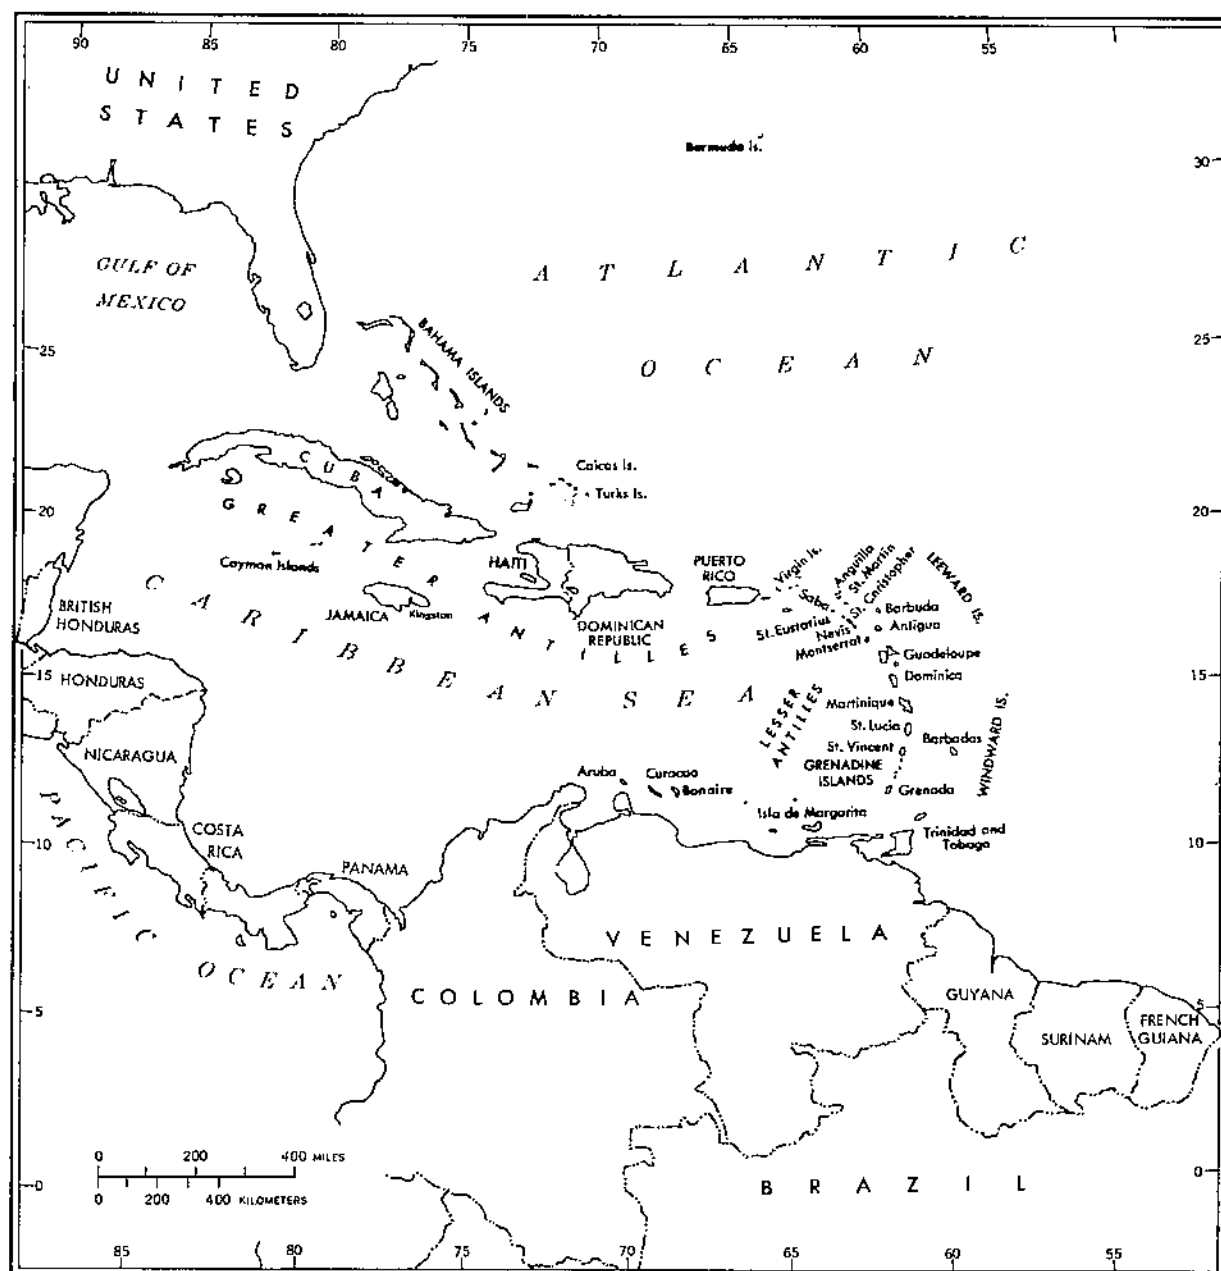 90 85 80 75 70 65 60 55
UNITED
STATES
Bermuda Is.
30
ATLANTIC
GULF OF
MEXICO
BAHAMA ISLANDS
25
25
OCEAN
CUBA
Caicos Is.
Turks Is.
20
20
GREATER ANTILLES
Cayman Islands
HAITI
PUERTO
RICO
Virgin Is.
Anguilla
St. Martin
St. Christopher
LEEWARD IS.
Saba
Barbuda
St. Eustatius
Nevis
Antigua
Montserrat
CARIBBEAN SEA
BRITISH
HONDURAS
JAMAICA
Kingston
DOMINICAN
REPUBLIC
Guadeloupe
15
HONDURAS
Dominica
15
LESSER
ANTILLES
Martinique
St. Lucia
Barbados
WINDWARD IS.
NICARAGUA
St. Vincent
GRENADINE
ISLANDS
Grenada
Aruba
Curacao
Bonaire
Isla de Margarita
PACIFIC
OCEAN
COSTA
RICA
Trinidad and
Tobago
10
10
PANAMA
VENEZUELA
COLOMBIA
GUYANA
5
5
SURINAM
FRENCH
GUIANA
0 200 400 MILES
0 200 400 KILOMETERS
0
0
BRAZIL
85 80 75 70 65 60 55